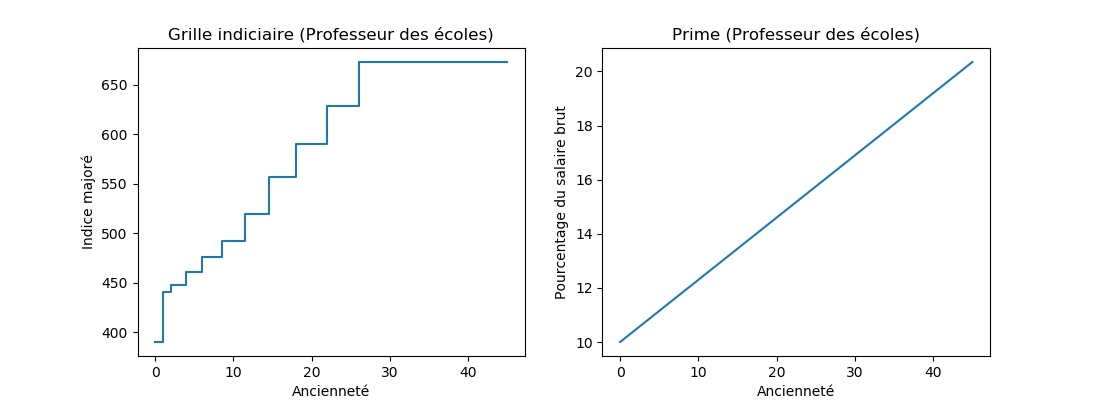 Grille indiciaire (Professeur des écoles)
Indice majoré
650
600
550
500
450
400
0 10 20 30 40
Ancienneté
Prime (Professeur des écoles)
Pourcentage du salaire brut
20
18
16
14
12
10
0 10 20 30 40
Ancienneté